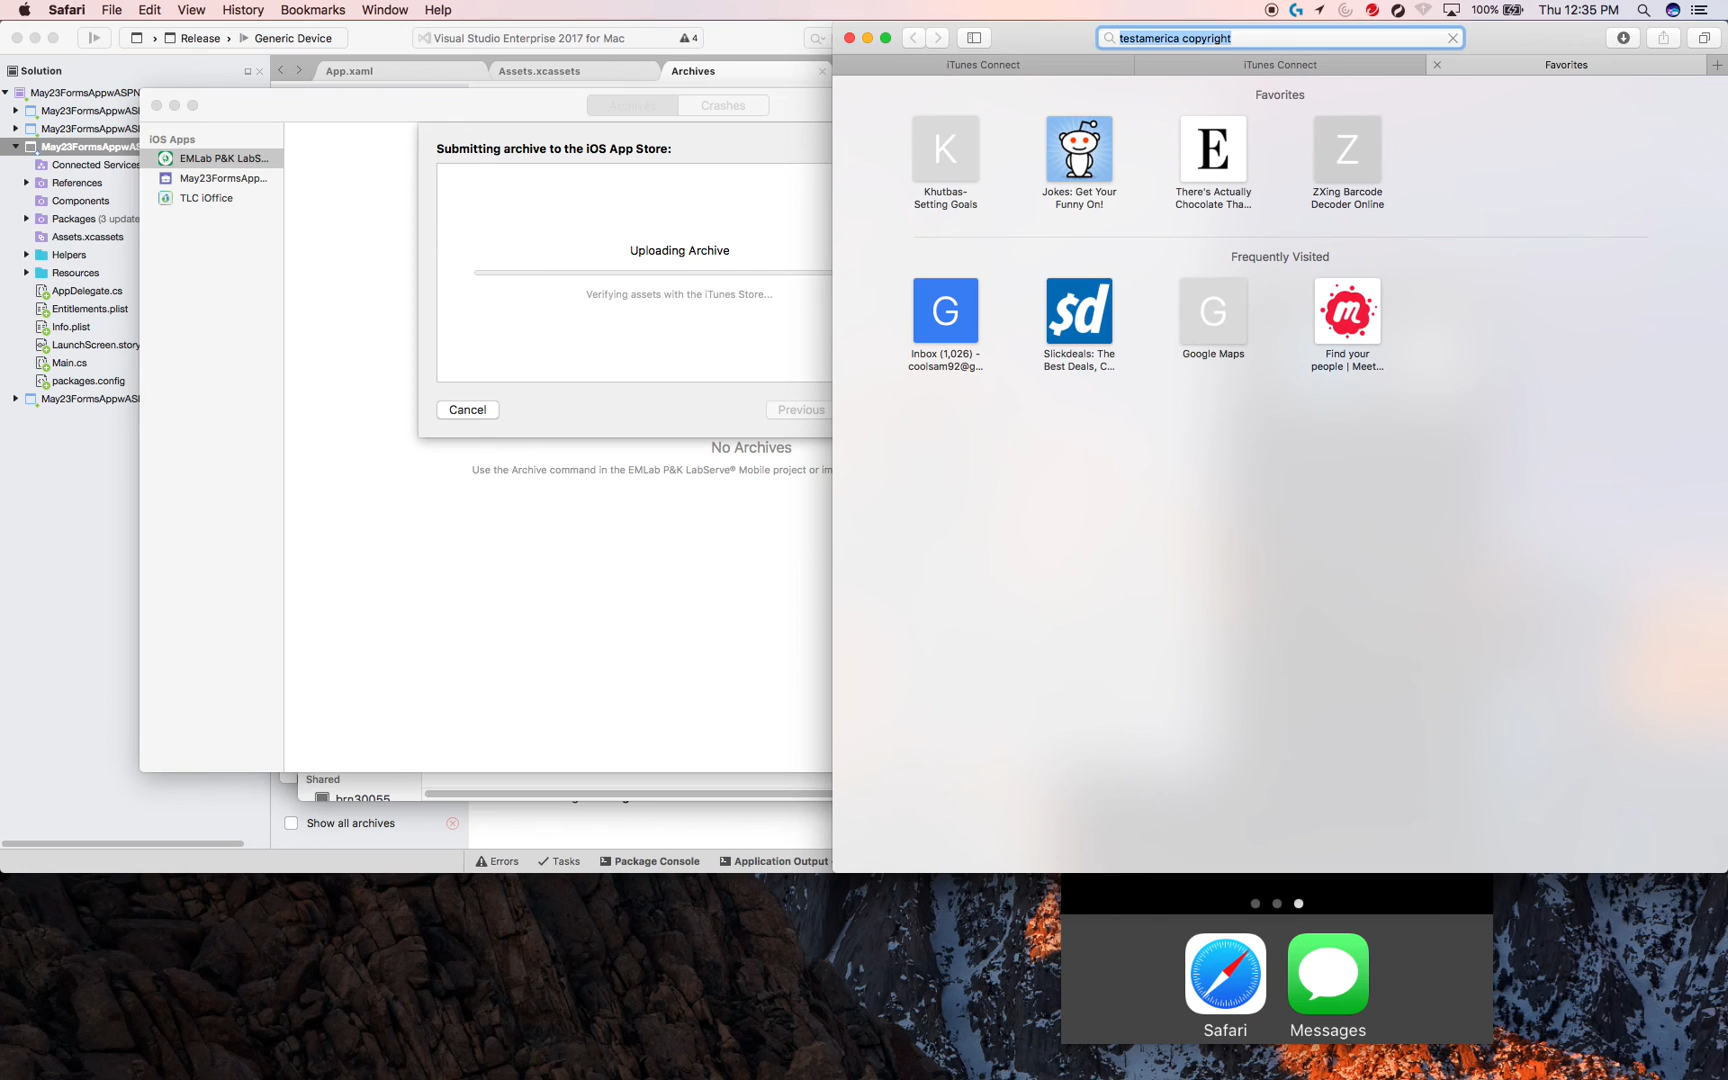 Safari File Edit View History Bookmarks Window Help
100% Thu 12:35 PM
Release Generic Device
Visual Studio Enterprise 2017 for Mac 4
testamerica copyright
Solution
App.xaml
Assets.xcassets
Archives
iTunes Connect
iTunes Connect
Favorites
May23FormsAppwASPN
May23FormsAppwASI
May23FormsAppwASI
May23FormsAppwAS
Connected Services
References
Components
Packages (3 update
Assets.xcassets
Helpers
Resources
AppDelegate.cs
Entitlements.plist
Info.plist
LaunchScreen.story
Main.cs
packages.config
May23FormsAppwASI
Archives
Crashes
iOS Apps
EMLab P&K LabS...
May23FormsApp...
TLC iOffice
Submitting archive to the iOS App Store:
Uploading Archive
Verifying assets with the iTunes Store...
Cancel
Previous
No Archives
Use the Archive command in the EMLab P&K LabServe® Mobile project or im
Shared
brn30055
Show all archives
Errors
Tasks
Package Console
Application Output
Favorites
K
Khutbas-
Setting Goals
Jokes: Get Your
Funny On!
E
There's Actually
Chocolate Tha...
Z
ZXing Barcode
Decoder Online
Frequently Visited
G
Inbox (1,026) -
coolsam92@g...
$d
Slickdeals: The
Best Deals, C...
G
Google Maps
m
Find your
people | Meet...
Safari
Messages